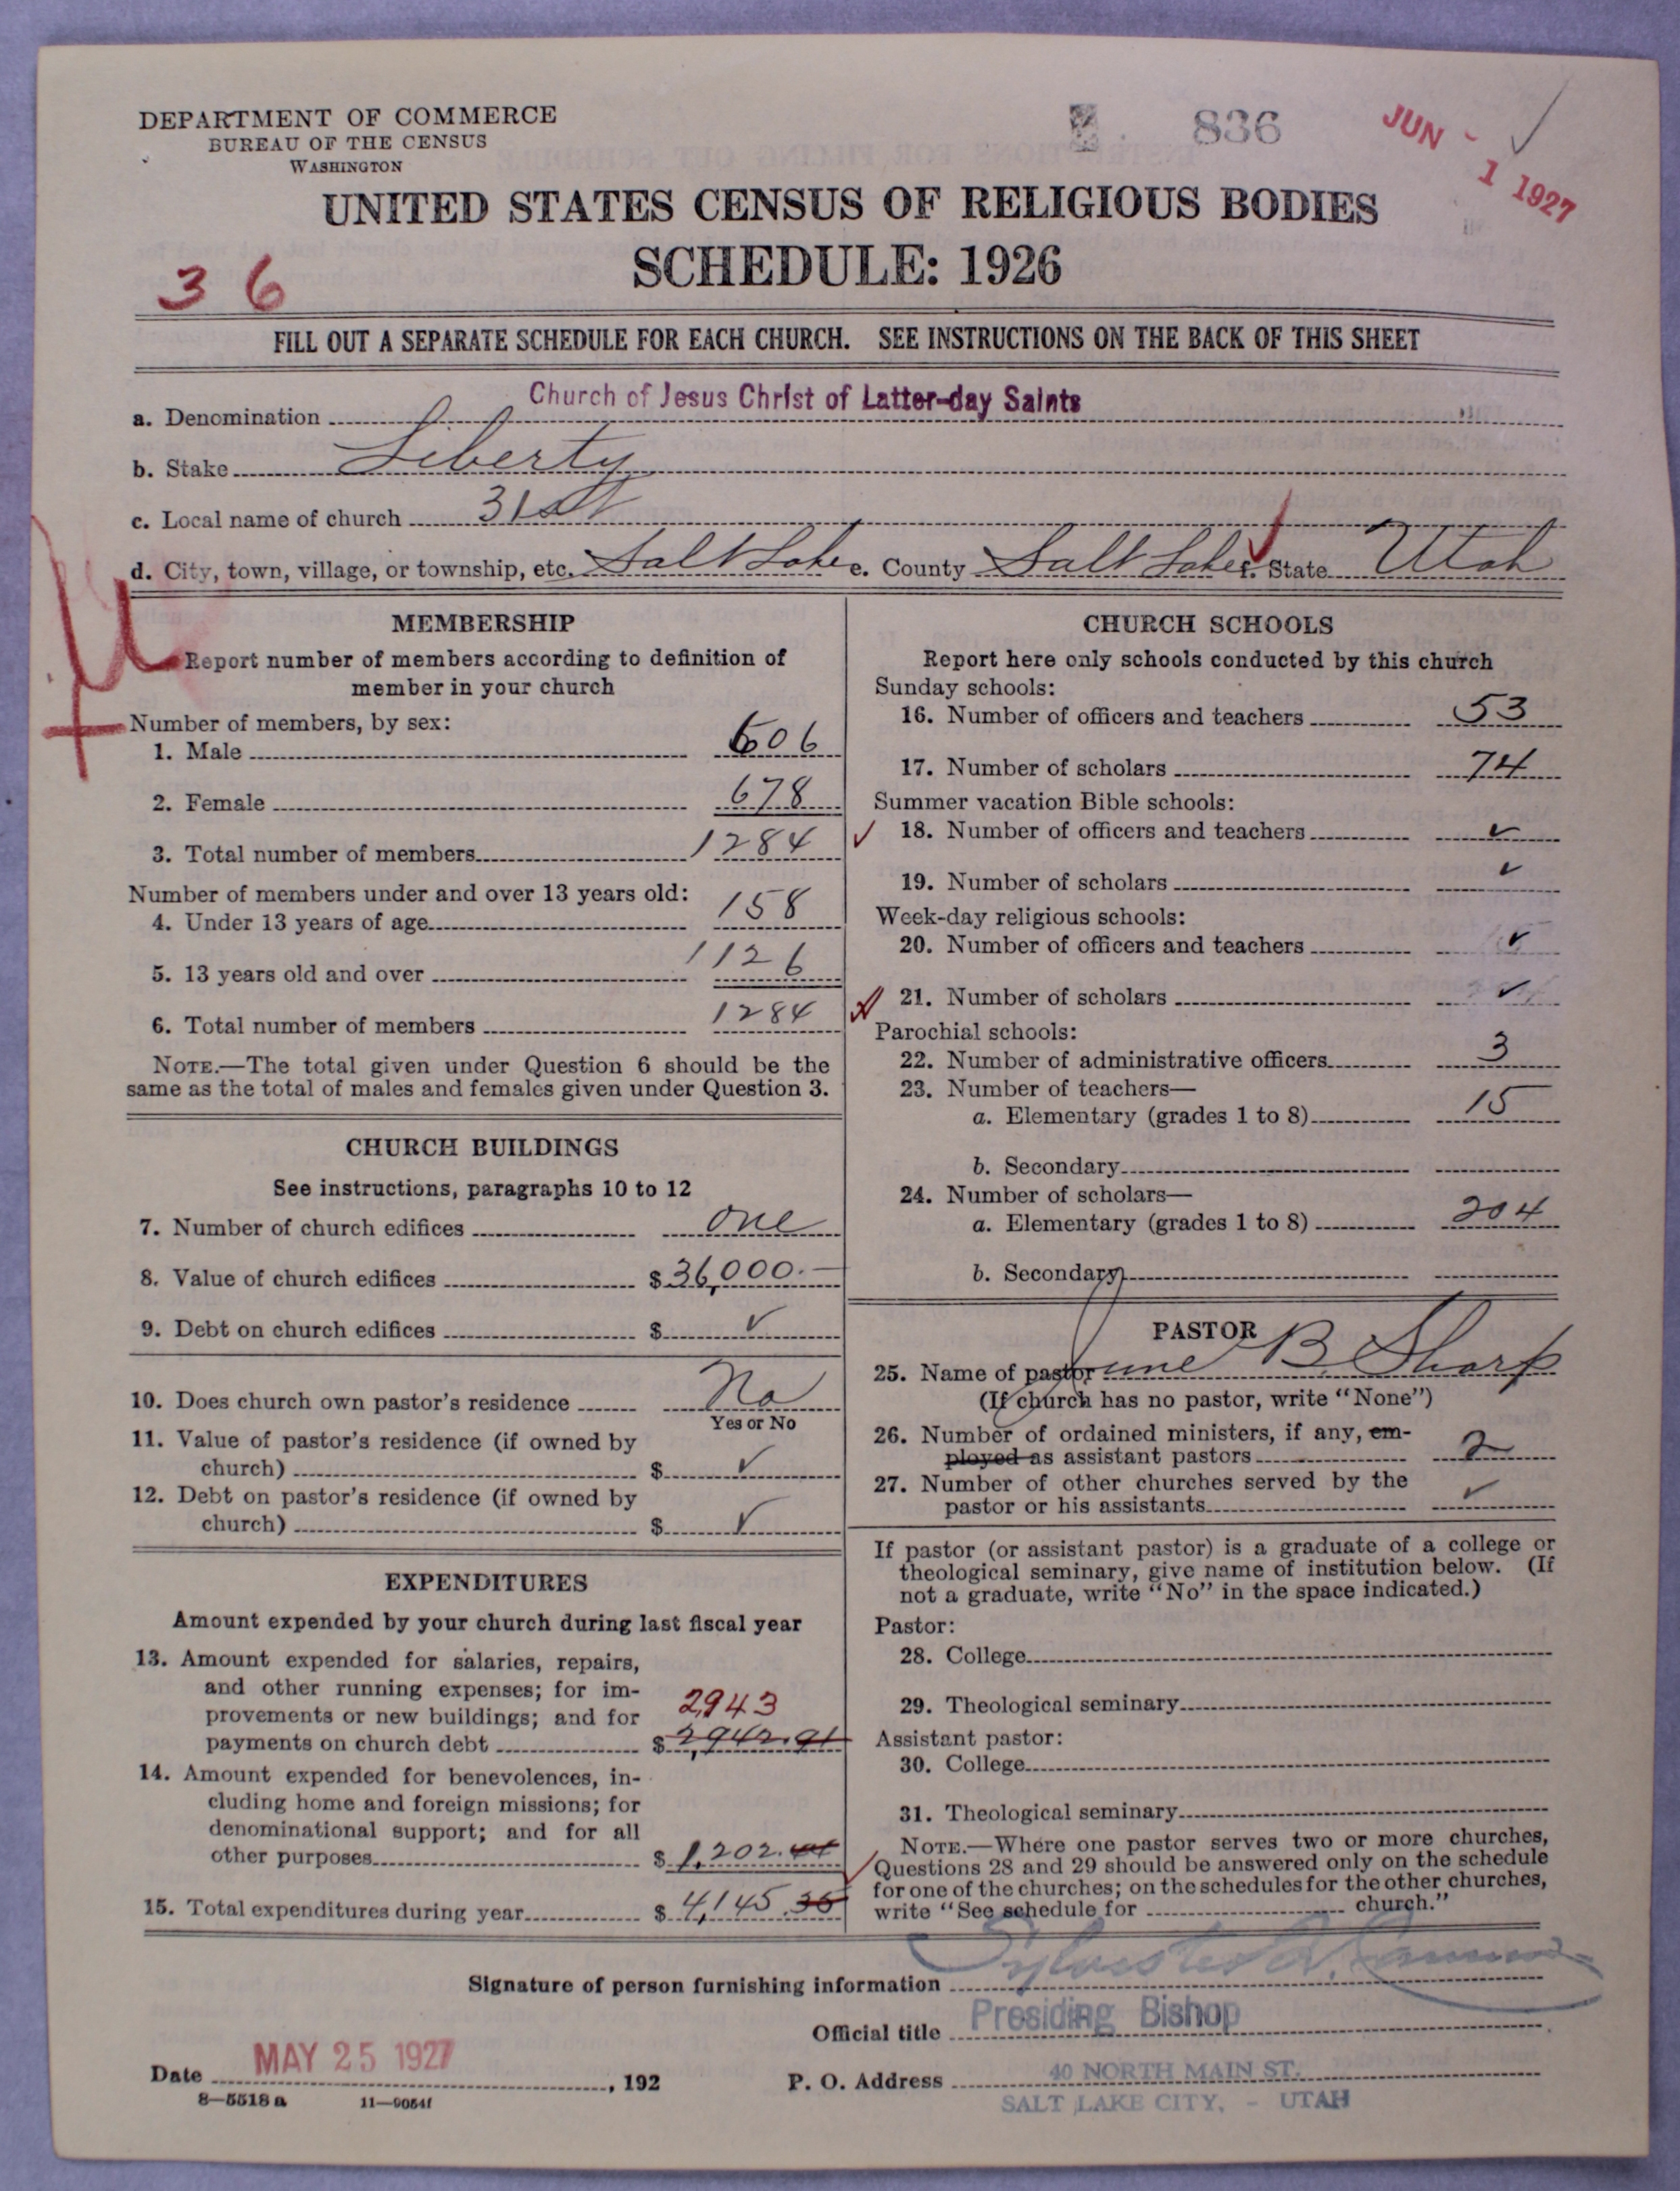 DEPARTMENT OF COMMERCE
BUREAU OF THE CENSUS
WASHINGTON
836
JUN - 1 1927
UNITED STATES CENSUS OF RELIGIOUS BODIES
SCHEDULE: 1926
36
FILL OUT A SEPARATE SCHEDULE FOR EACH CHURCH. SEE INSTRUCTIONS ON THE BACK OF THIS SHEET
a. Denomination Church of Jesus Christ of Latter-day Saints
b. Stake Liberty
c. Local name of church 31st
d. City, town, village, or township, etc. Salt Lake e. County Salt Lake f. State Utah
MEMBERSHIP
Report number of members according to definition of
member in your church
Number of members, by sex:
1. Male 606
2. Female 678
3. Total number of members 1284
Number of members under and over 13 years old:
4. Under 13 years of age 158
5. 13 years old and over 1126
6. Total number of members 1284
NOTE.—The total given under Question 6 should be the
same as the total of males and females given under Question 3.
CHURCH BUILDINGS
See instructions, paragraphs 10 to 12
7. Number of church edifices one
8. Value of church edifices $ 36,000.—
9. Debt on church edifices $ ✓
10. Does church own pastor's residence No
Yes or No
11. Value of pastor's residence (if owned by
church) $ ✓
12. Debt on pastor's residence (if owned by
church) $ ✓
EXPENDITURES
Amount expended by your church during last fiscal year
13. Amount expended for salaries, repairs,
and other running expenses; for im-
provements or new buildings; and for 2943
payments on church debt $ 2,942.91
14. Amount expended for benevolences, in-
cluding home and foreign missions; for
denominational support; and for all
other purposes $ 1,202.44
15. Total expenditures during year $ 4,145.35
CHURCH SCHOOLS
Report here only schools conducted by this church
Sunday schools:
16. Number of officers and teachers 53
17. Number of scholars 74
Summer vacation Bible schools:
✓ 18. Number of officers and teachers ✓
19. Number of scholars ✓
Week-day religious schools:
20. Number of officers and teachers ✓
21. Number of scholars ✓
Parochial schools:
22. Number of administrative officers 3
23. Number of teachers—
a. Elementary (grades 1 to 8) 15
b. Secondary
24. Number of scholars—
a. Elementary (grades 1 to 8) 204
b. Secondary
PASTOR
25. Name of pastor June B. Sharp
(If church has no pastor, write "None")
26. Number of ordained ministers, if any, em-
ployed as assistant pastors 2
27. Number of other churches served by the
pastor or his assistants ✓
If pastor (or assistant pastor) is a graduate of a college or
theological seminary, give name of institution below. (If
not a graduate, write "No" in the space indicated.)
Pastor:
28. College
29. Theological seminary
Assistant pastor:
30. College
31. Theological seminary
NOTE.—Where one pastor serves two or more churches,
Questions 28 and 29 should be answered only on the schedule
for one of the churches; on the schedules for the other churches,
write "See schedule for church."
Signature of person furnishing information Sylvester Q. Cannon
Official title Presiding Bishop
Date MAY 25 1927, 192
P. O. Address 40 NORTH MAIN ST.
SALT LAKE CITY, - UTAH
8—5518 a